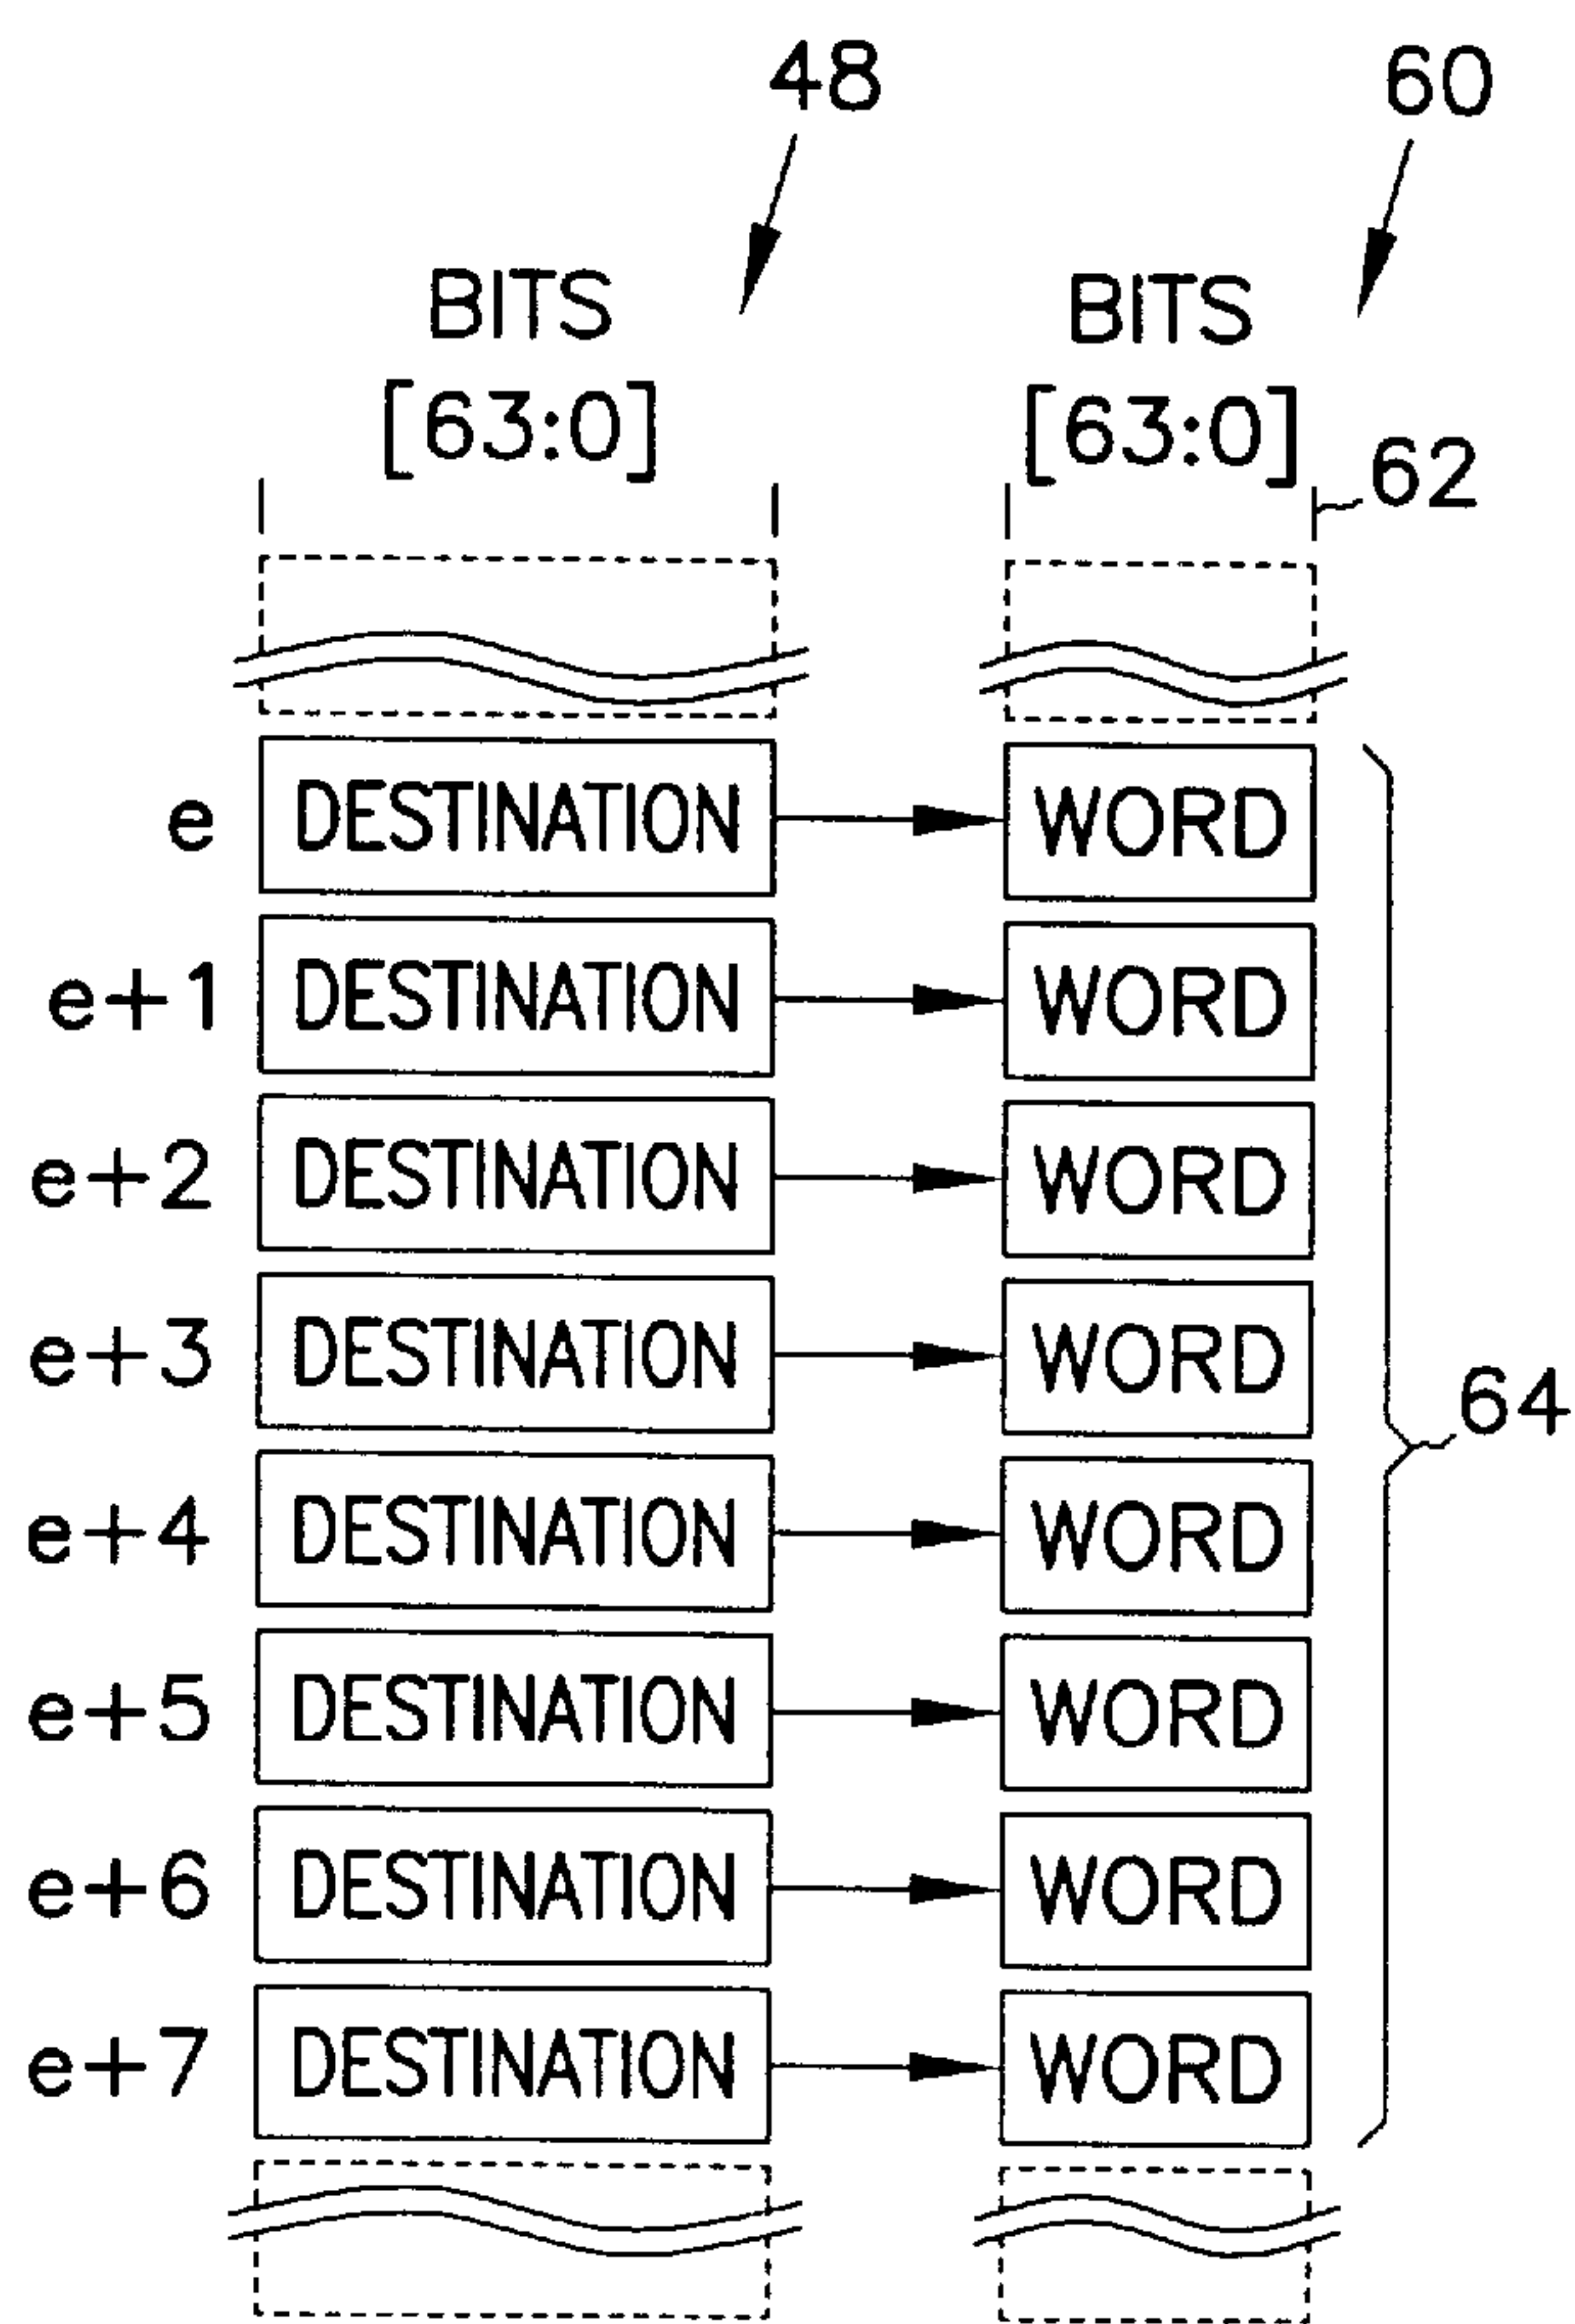 48 60
BITS BITS
[63:0] [63:0]
62
e DESTINATION WORD
e+1 DESTINATION WORD
e+2 DESTINATION WORD
e+3 DESTINATION WORD
64
e+4 DESTINATION WORD
e+5 DESTINATION WORD
e+6 DESTINATION WORD
e+7 DESTINATION WORD